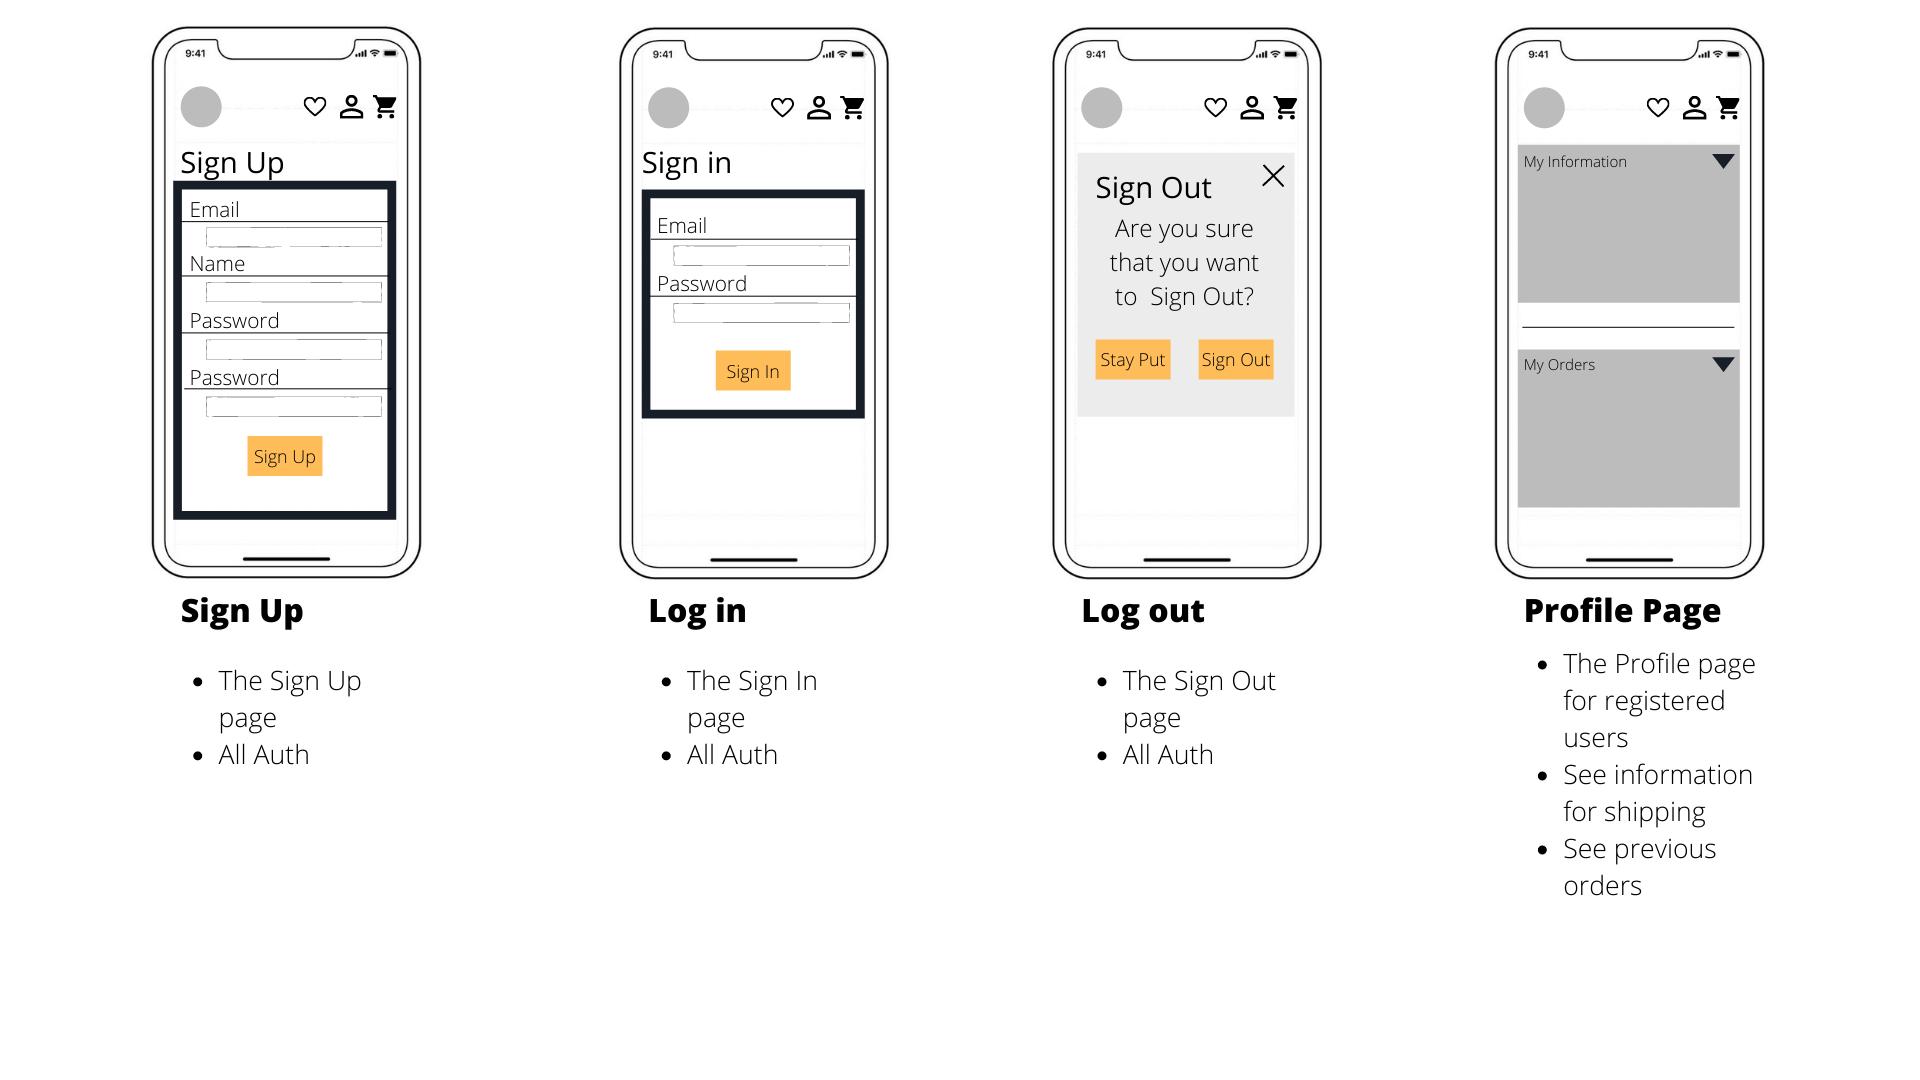 9:41
Sign Up
Email
Name
Password
Password
Sign Up
9:41
Sign in
Email
Password
Sign In
9:41
Sign Out
Are you sure
that you want
to Sign Out?
Stay Put
Sign Out
9:41
My Information
My Orders
Sign Up
• The Sign Up
page
• All Auth
Log in
• The Sign In
page
• All Auth
Log out
• The Sign Out
page
• All Auth
Profile Page
• The Profile page
for registered
users
• See information
for shipping
• See previous
orders